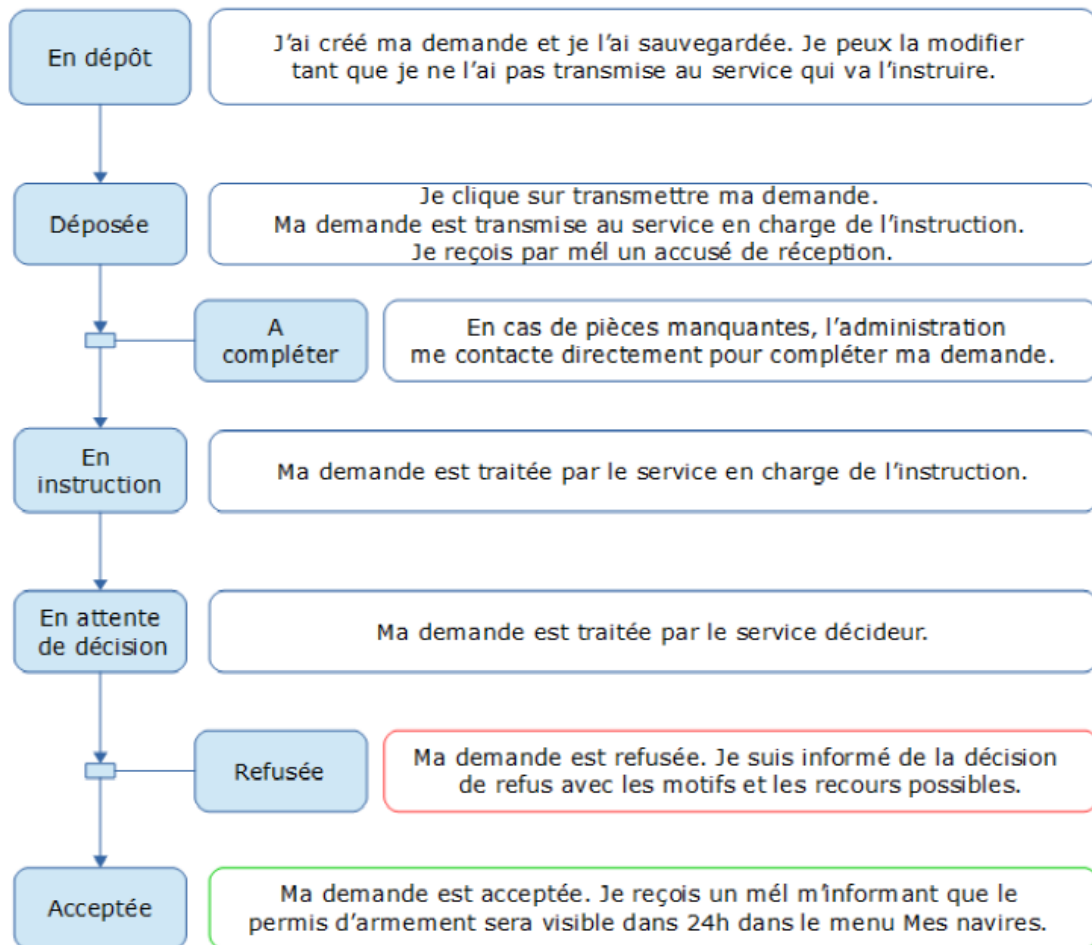 En dépôt
J'ai créé ma demande et je l'ai sauvegardée. Je peux la modifier
tant que je ne l'ai pas transmise au service qui va l'instruire.
Déposée
Je clique sur transmettre ma demande.
Ma demande est transmise au service en charge de l'instruction.
Je reçois par mél un accusé de réception.
A
compléter
En cas de pièces manquantes, l'administration
me contacte directement pour compléter ma demande.
En
instruction
Ma demande est traitée par le service en charge de l'instruction.
En attente
de décision
Ma demande est traitée par le service décideur.
Refusée
Ma demande est refusée. Je suis informé de la décision
de refus avec les motifs et les recours possibles.
Acceptée
Ma demande est acceptée. Je reçois un mél m'informant que le
permis d'armement sera visible dans 24h dans le menu Mes navires.